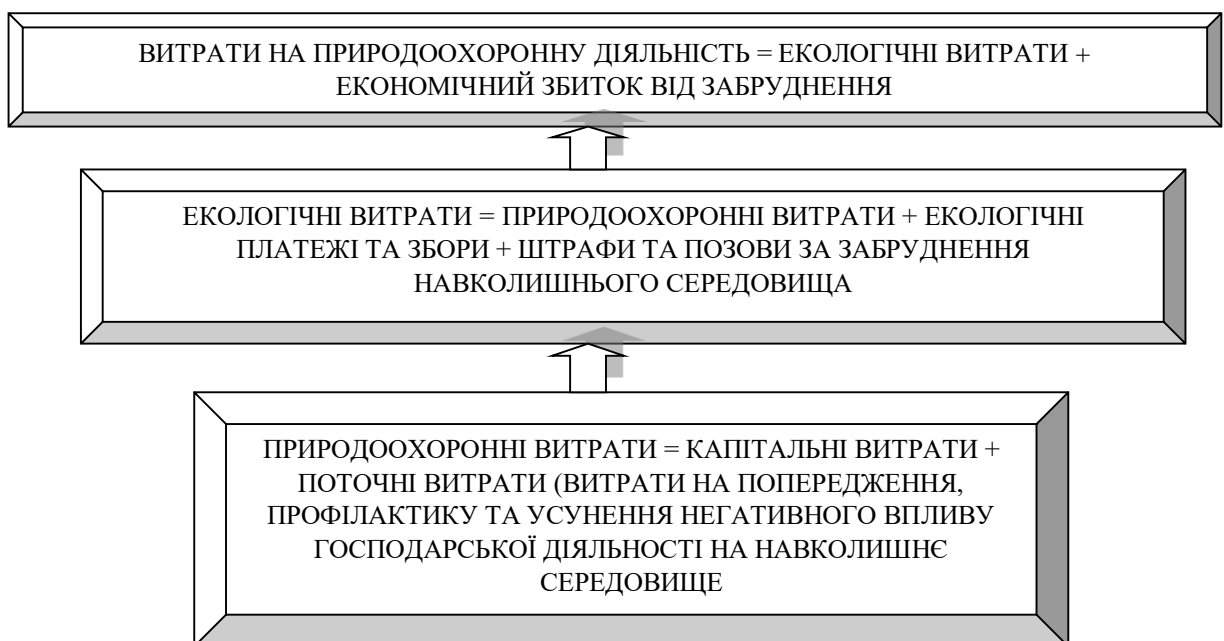 ВИТРАТИ НА ПРИРОДООХОРОННУ ДІЯЛЬНІСТЬ = ЕКОЛОГІЧНІ ВИТРАТИ +
ЕКОНОМІЧНИЙ ЗБИТОК ВІД ЗАБРУДНЕННЯ
ЕКОЛОГІЧНІ ВИТРАТИ = ПРИРОДООХОРОННІ ВИТРАТИ + ЕКОЛОГІЧНІ
ПЛАТЕЖІ ТА ЗБОРИ + ШТРАФИ ТА ПОЗОВИ ЗА ЗАБРУДНЕННЯ
НАВКОЛИШНЬОГО СЕРЕДОВИЩА
ПРИРОДООХОРОННІ ВИТРАТИ = КАПІТАЛЬНІ ВИТРАТИ +
ПОТОЧНІ ВИТРАТИ (ВИТРАТИ НА ПОПЕРЕДЖЕННЯ,
ПРОФІЛАКТИКУ ТА УСУНЕННЯ НЕГАТИВНОГО ВПЛИВУ
ГОСПОДАРСЬКОЇ ДІЯЛЬНОСТІ НА НАВКОЛИШНЄ
СЕРЕДОВИЩЕ